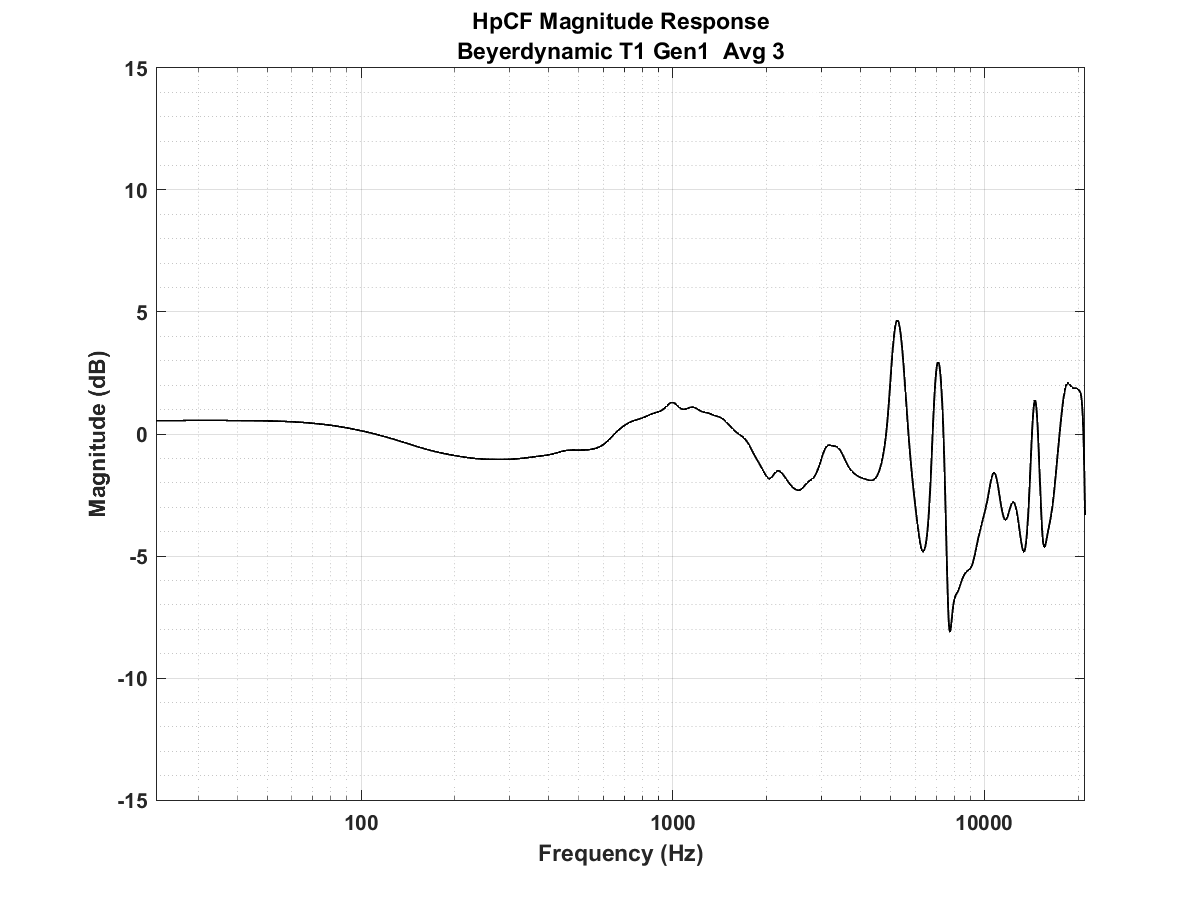 HpCF Magnitude Response
Beyerdynamic T1 Gen1  Avg 3
15
10
5
0
-5
-10
-15
Magnitude (dB)
100
1000
10000
Frequency (Hz)